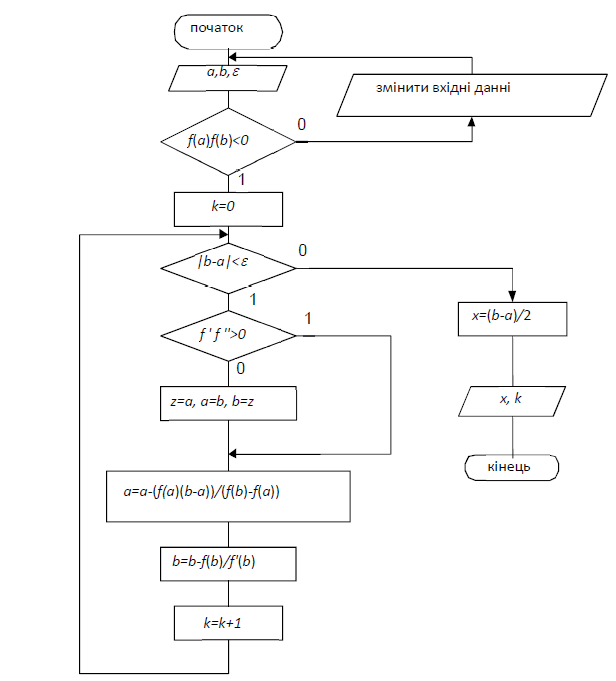 початок
a,b,ε
змінити вхідні данні
f(a)f(b)<0
0
1
k=0
|b-a|<ε
0
1
x=(b-a)/2
f ' f ''>0
1
0
z=a, a=b, b=z
x, k
кінець
a=a-(f(a)(b-a))/(f(b)-f(a))
b=b-f(b)/f'(b)
k=k+1